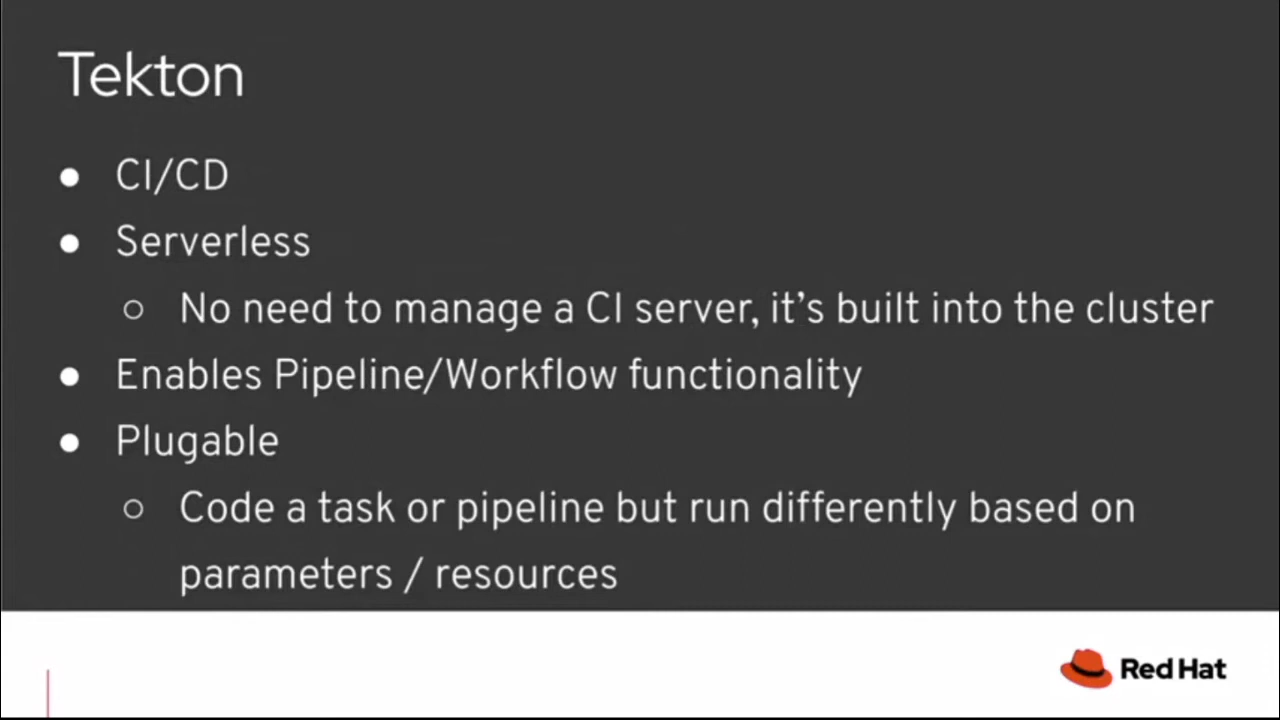 Tekton
● CI/CD
● Serverless
○ No need to manage a CI server, it's built into the cluster
● Enables Pipeline/Workflow functionality
● Plugable
○ Code a task or pipeline but run differently based on
parameters / resources
Red Hat